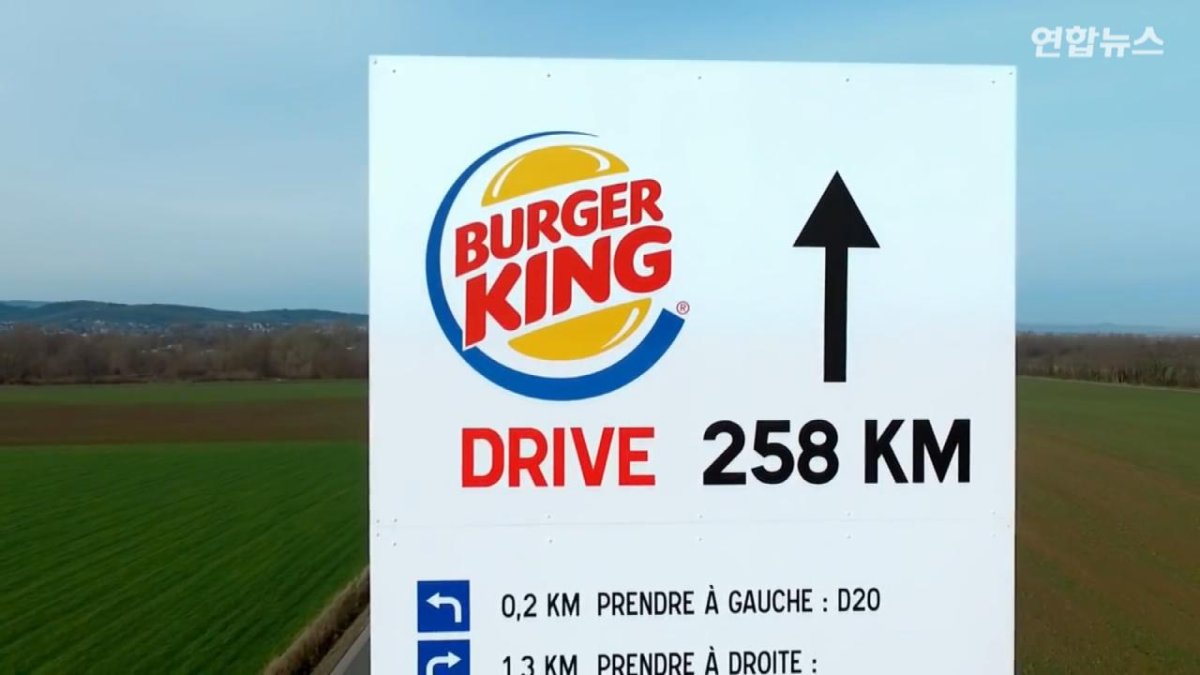 연합뉴스
BURGER
KING
®
DRIVE 258 KM
0,2 KM PRENDRE À GAUCHE : D20
1,3 KM PRENDRE À DROITE :